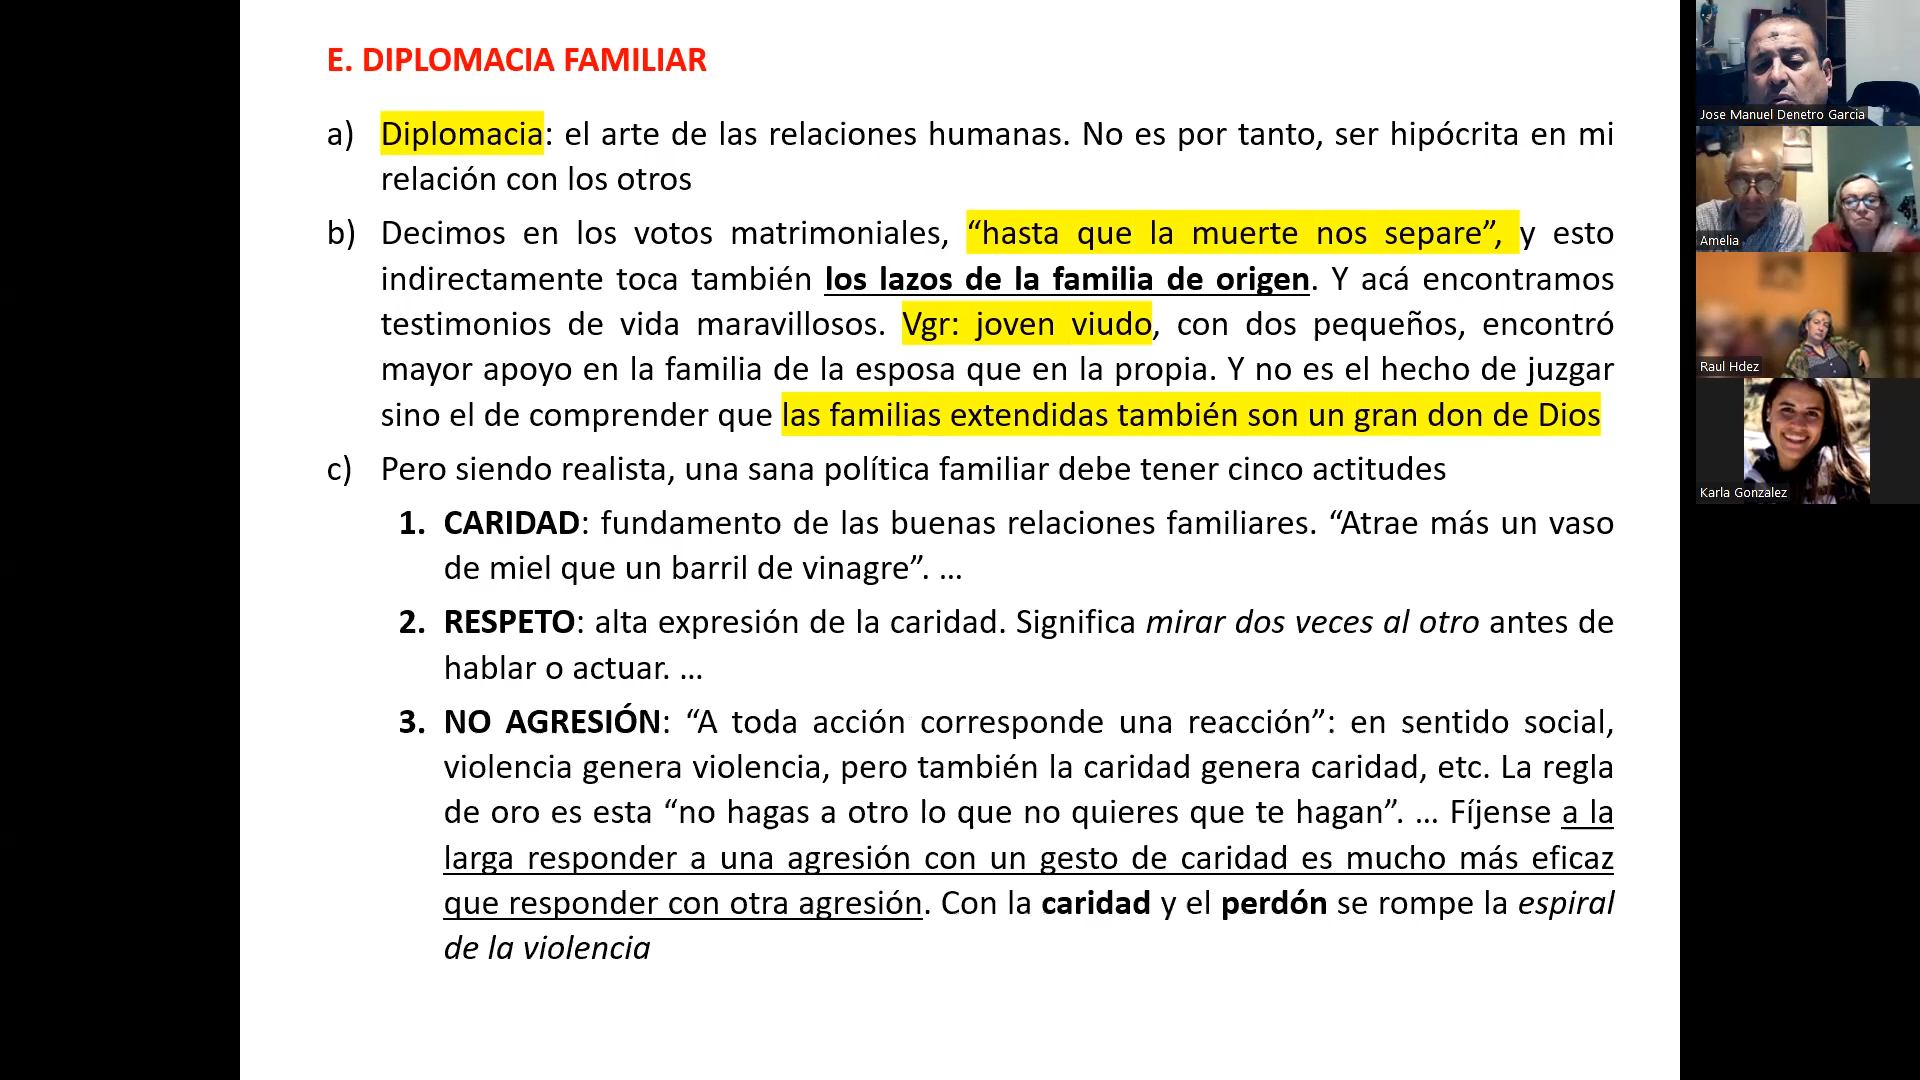 E. DIPLOMACIA FAMILIAR
a) Diplomacia: el arte de las relaciones humanas. No es por tanto, ser hipócrita en mi
relación con los otros
b) Decimos en los votos matrimoniales, “hasta que la muerte nos separe”, y esto
indirectamente toca también los lazos de la familia de origen. Y acá encontramos
testimonios de vida maravillosos. Vgr: joven viudo, con dos pequeños, encontró
mayor apoyo en la familia de la esposa que en la propia. Y no es el hecho de juzgar
sino el de comprender que las familias extendidas también son un gran don de Dios
c) Pero siendo realista, una sana política familiar debe tener cinco actitudes
1. CARIDAD: fundamento de las buenas relaciones familiares. “Atrae más un vaso
de miel que un barril de vinagre”. ...
2. RESPETO: alta expresión de la caridad. Significa mirar dos veces al otro antes de
hablar o actuar. ...
3. NO AGRESIÓN: “A toda acción corresponde una reacción”: en sentido social,
violencia genera violencia, pero también la caridad genera caridad, etc. La regla
de oro es esta “no hagas a otro lo que no quieres que te hagan”. ... Fíjense a la
larga responder a una agresión con un gesto de caridad es mucho más eficaz
que responder con otra agresión. Con la caridad y el perdón se rompe la espiral
de la violencia
Jose Manuel Denetro Garcia
Amelia
Raul Hdez
Karla Gonzalez